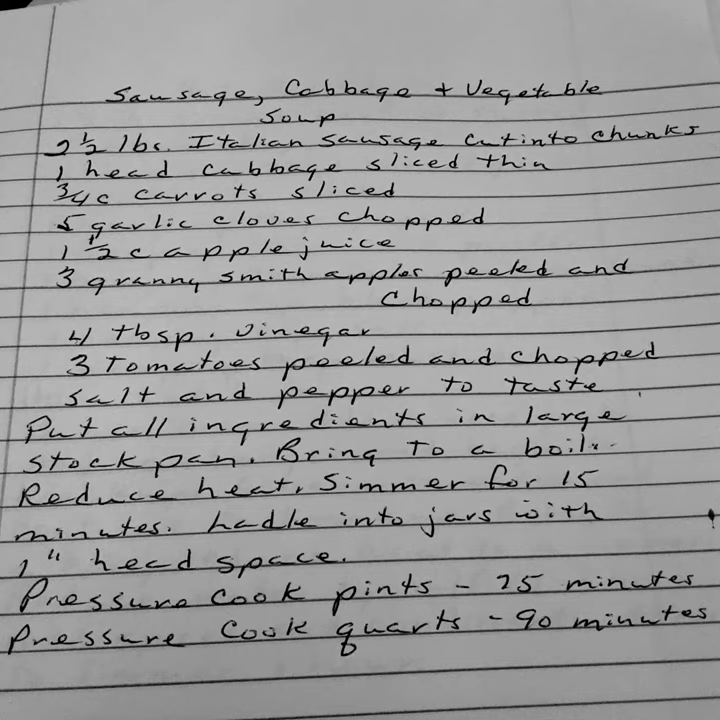 Sausage, Cabbage + Vegetable
Soup
2 1/2 lbs. Italian sausage cut into chunks
1 head cabbage sliced thin
3/4 c carrots sliced
5 garlic cloves chopped
1 1/2 c apple juice
3 granny smith apples peeled and
chopped
4 tbsp. vinegar
3 Tomatoes peeled and chopped
salt and pepper to taste
Put all ingredients in large
stock pan. Bring to a boil.
Reduce heat, simmer for 15
minutes. Ladle into jars with
1" head space.
Pressure cook pints - 75 minutes
Pressure cook quarts - 90 minutes